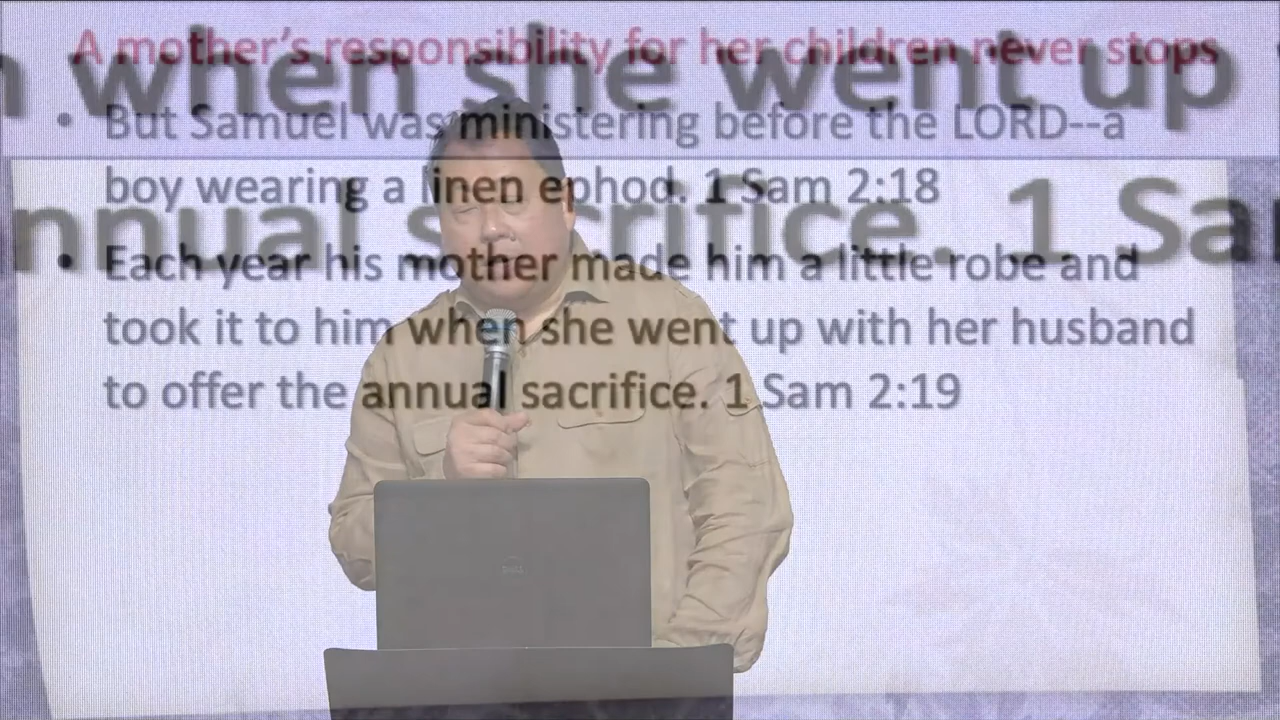 A mother's responsibility for her children never stops
when she went up
• But Samuel was ministering before the LORD--a
boy wearing a linen ephod. 1 Sam 2:18
nnual sacrifice. 1 Sa
• Each year his mother made him a little robe and
took it to him when she went up with her husband
to offer the annual sacrifice. 1 Sam 2:19
DELL